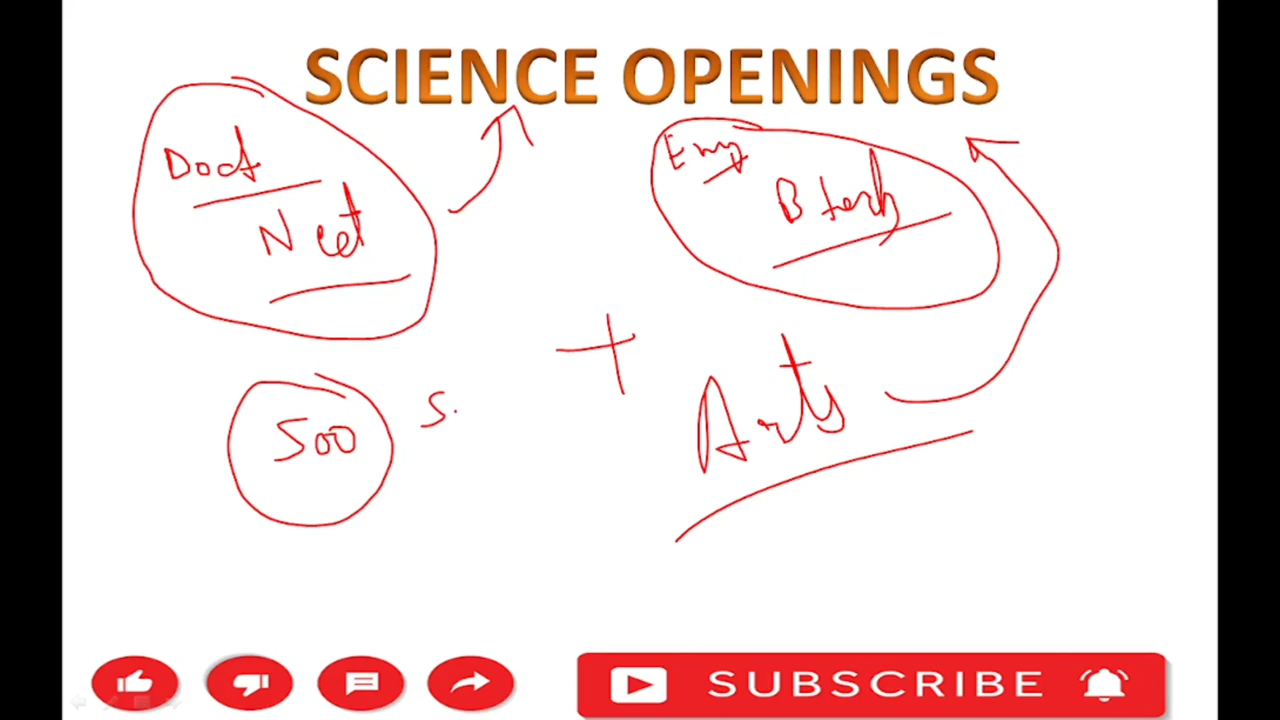 SCIENCE OPENINGS
Doct
Neet
Eng
B tech
500 S.
+
Arts
SUBSCRIBE